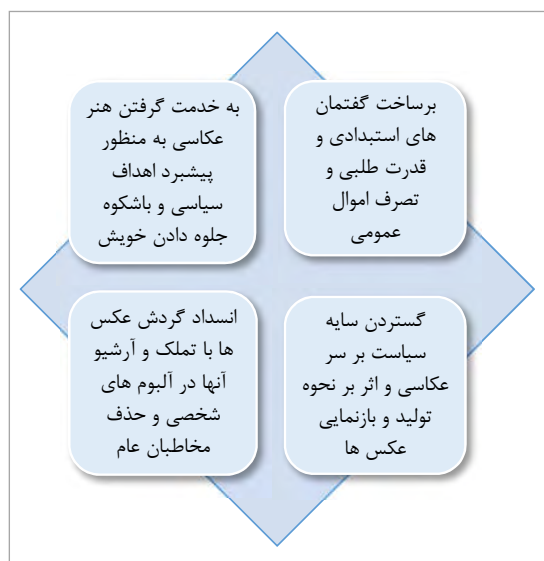 برساخت گفتمان
های استبدادی و
قدرت طلبی و
تصرف اموال
عمومی
به خدمت گرفتن هنر
عکاسی به منظور
پیشبرد اهداف
سیاسی و باشکوه
جلوه دادن خویش
گستردن سایه
سیاست بر سر
عکاسی و اثر بر نحوه
تولید و بازنمایی
عکس ها
انسداد گردش عکس
ها با تملک و آرشیو
آنها در آلبوم های
شخصی و حذف
مخاطبان عام